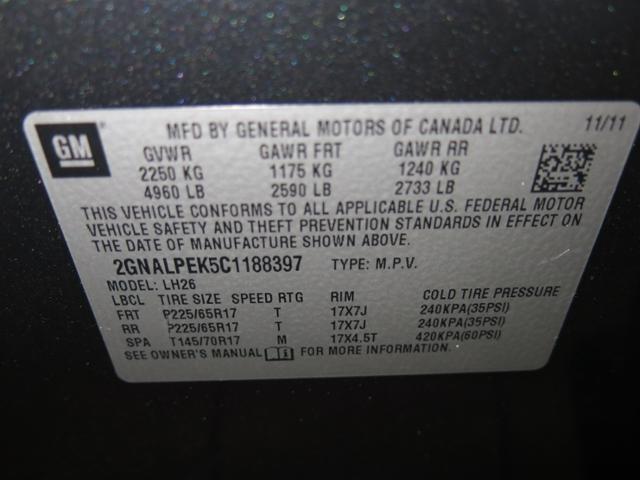 GM
MFD BY GENERAL MOTORS OF CANADA LTD. 11/11
GVWR GAWR FRT GAWR RR
2250 KG 1175 KG 1240 KG
4960 LB 2590 LB 2733 LB
THIS VEHICLE CONFORMS TO ALL APPLICABLE U.S. FEDERAL MOTOR
VEHICLE SAFETY AND THEFT PREVENTION STANDARDS IN EFFECT ON
THE DATE OF MANUFACTURE SHOWN ABOVE.
2GNALPEK5C1188397 TYPE: M.P.V.
MODEL: LH26
LBCL TIRE SIZE SPEED RTG RIM COLD TIRE PRESSURE
FRT P225/65R17 T 17X7J 240KPA(35PSI)
RR P225/65R17 T 17X7J 240KPA(35PSI)
SPA T145/70R17 M 17X4.5T 420KPA(60PSI)
SEE OWNER'S MANUAL FOR MORE INFORMATION.